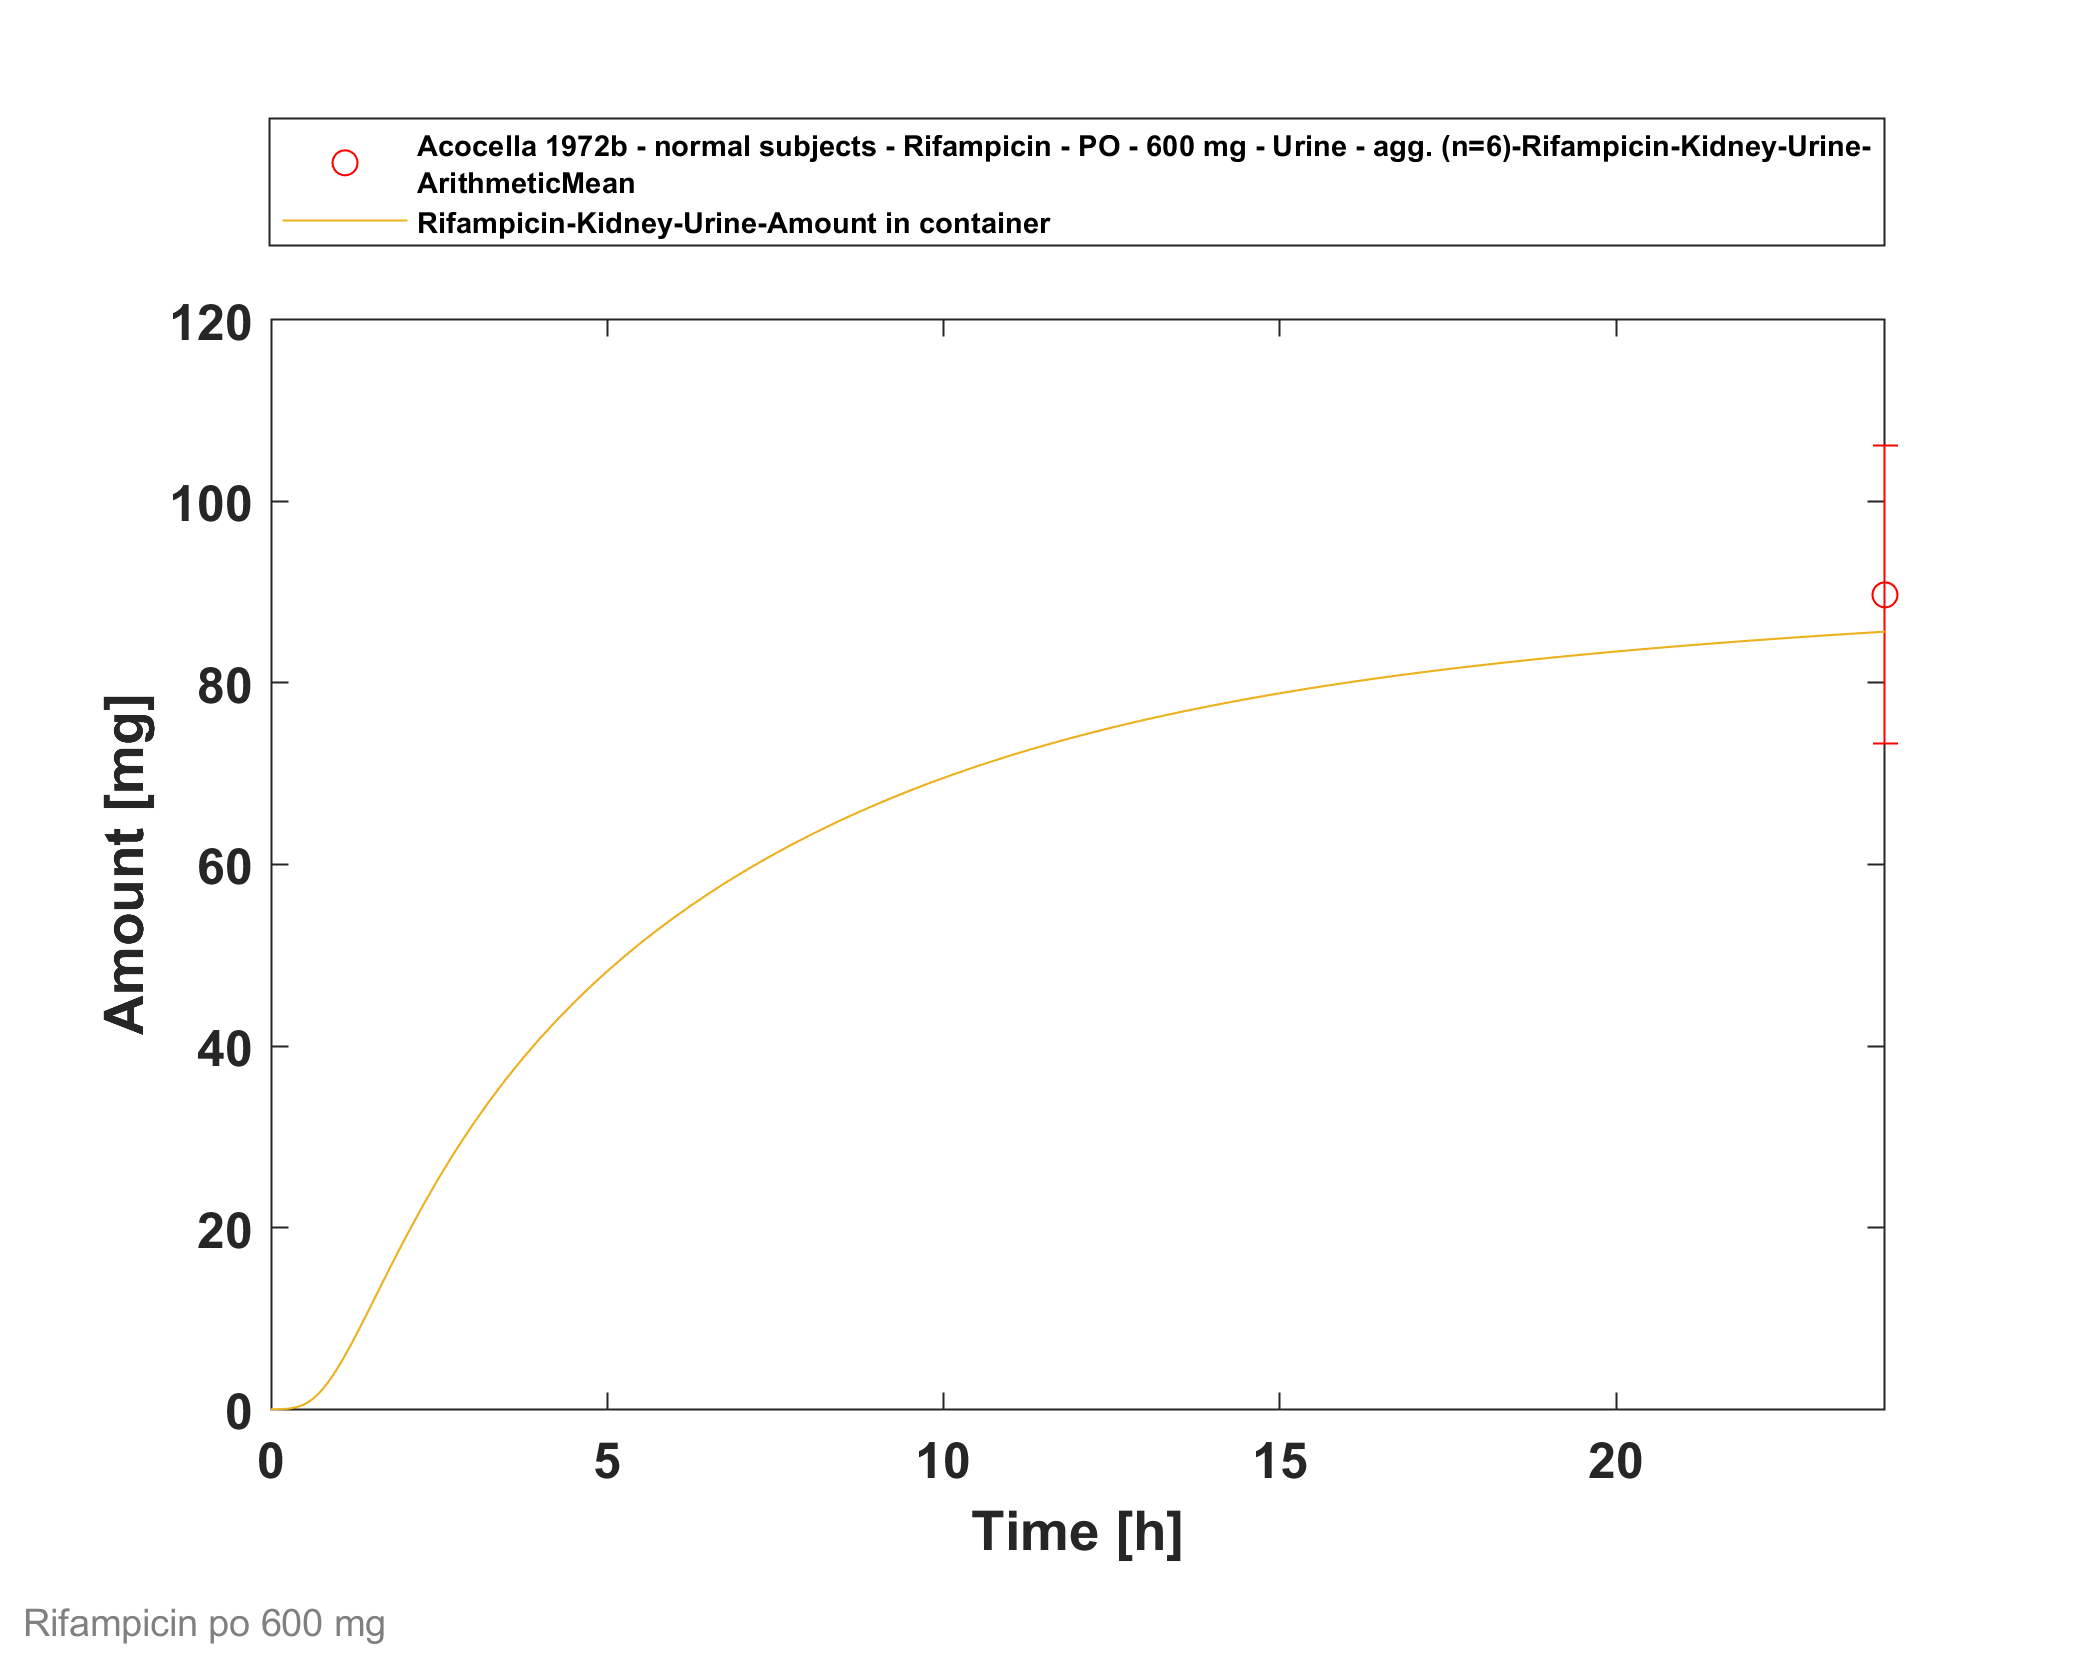 Acocella 1972b - normal subjects - Rifampicin - PO - 600 mg - Urine - agg. (n=6)-Rifampicin-Kidney-Urine-
ArithmeticMean
Rifampicin-Kidney-Urine-Amount in container
120
100
80
60
40
20
0
Amount [mg]
0 5 10 15 20
Time [h]
Rifampicin po 600 mg